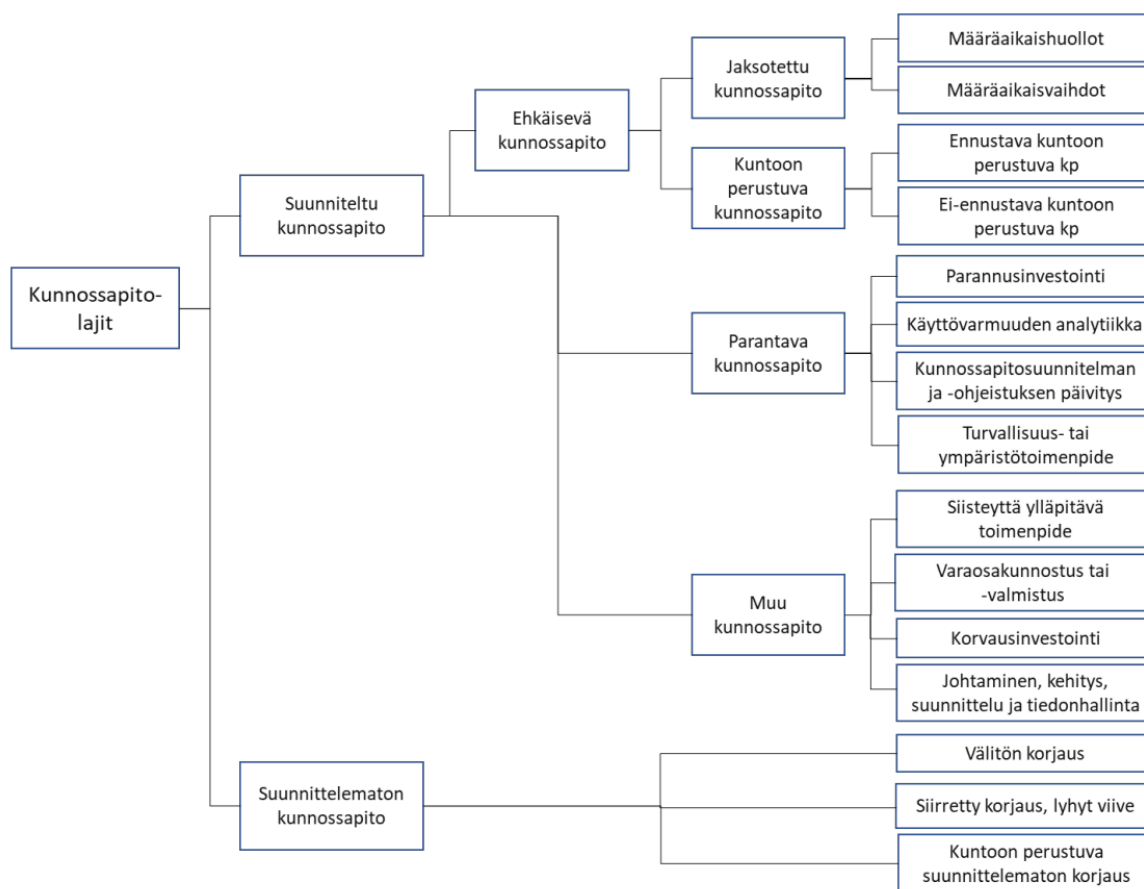 Kunnossapito-
lajit
Suunniteltu
kunnossapito
Ehkäisevä
kunnossapito
Jaksotettu
kunnossapito
Määräaikaishuollot
Määräaikaisvaihdot
Kuntoon
perustuva
kunnossapito
Ennustava kuntoon
perustuva kp
Ei-ennustava kuntoon
perustuva kp
Parantava
kunnossapito
Parannusinvestointi
Käyttövarmuuden analytiikka
Kunnossapitosuunnitelman
ja -ohjeistuksen päivitys
Turvallisuus- tai
ympäristötoimenpide
Muu
kunnossapito
Siisteyttä ylläpitävä
toimenpide
Varaosakunnostus tai
-valmistus
Korvausinvestointi
Johtaminen, kehitys,
suunnittelu ja tiedonhallinta
Suunnittelematon
kunnossapito
Välitön korjaus
Siirretty korjaus, lyhyt viive
Kuntoon perustuva
suunnittelematon korjaus